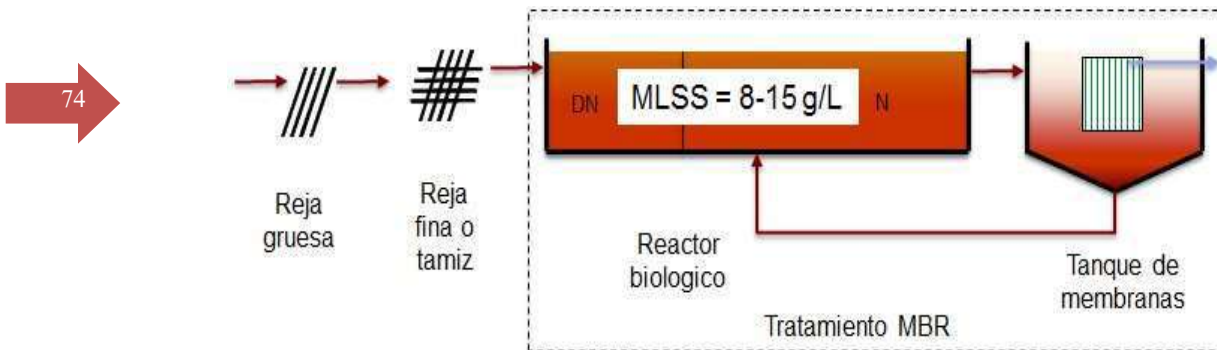 74
DN
MLSS = 8-15 g/L
N
Reja
gruesa
Reja
fina o
tamiz
Reactor
biologico
Tanque de
membranas
Tratamiento MBR